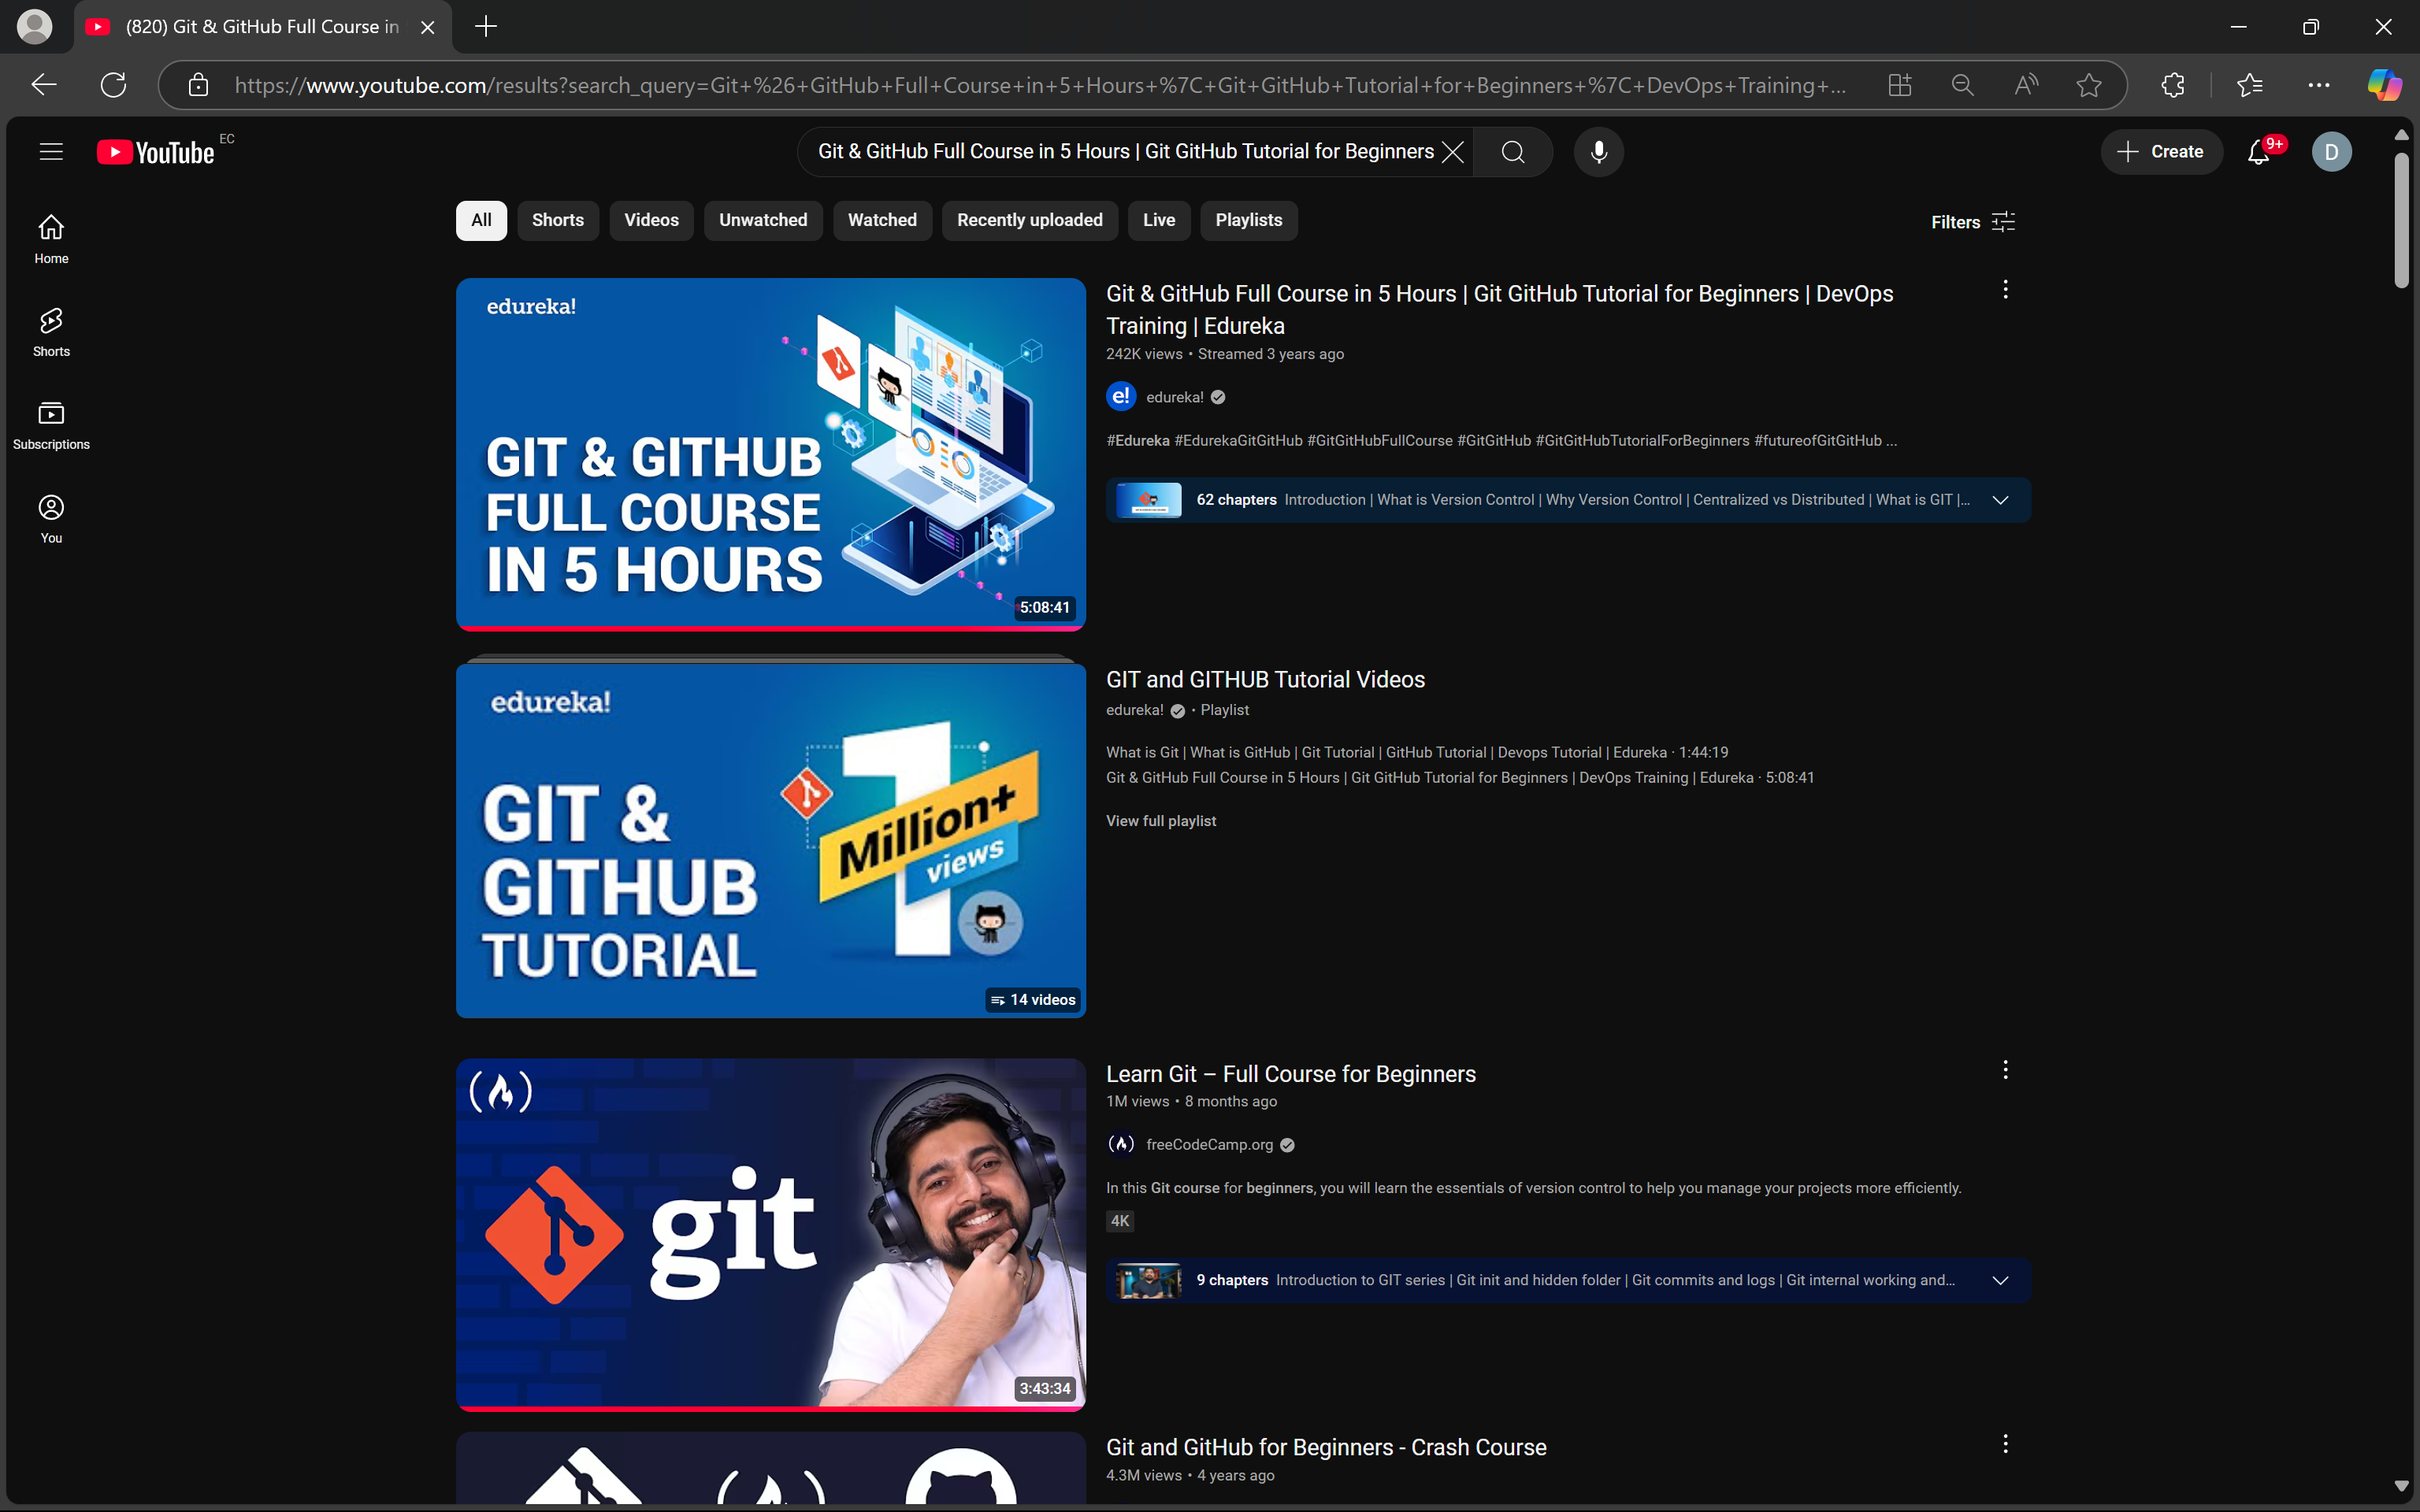 (820) Git & GitHub Full Course in
https://www.youtube.com/results?search_query=Git+%26+GitHub+Full+Course+in+5+Hours+%7C+Git+GitHub+Tutorial+for+Beginners+%7C+DevOps+Training+...
YouTube EC
Git & GitHub Full Course in 5 Hours | Git GitHub Tutorial for Beginners
Create
9+
D
All
Shorts
Videos
Unwatched
Watched
Recently uploaded
Live
Playlists
Filters
Home
Shorts
Subscriptions
You
edureka!
GIT & GITHUB
FULL COURSE
IN 5 HOURS
5:08:41
Git & GitHub Full Course in 5 Hours | Git GitHub Tutorial for Beginners | DevOps
Training | Edureka
242K views • Streamed 3 years ago
e! edureka!
#Edureka #EdurekaGitGitHub #GitGitHubFullCourse #GitGitHub #GitGitHubTutorialForBeginners #futureofGitGitHub ...
62 chapters Introduction | What is Version Control | Why Version Control | Centralized vs Distributed | What is GIT |...
edureka!
GIT &
GITHUB
TUTORIAL
1
Million+
views
14 videos
GIT and GITHUB Tutorial Videos
edureka! • Playlist
What is Git | What is GitHub | Git Tutorial | GitHub Tutorial | Devops Tutorial | Edureka · 1:44:19
Git & GitHub Full Course in 5 Hours | Git GitHub Tutorial for Beginners | DevOps Training | Edureka · 5:08:41
View full playlist
git
3:43:34
Learn Git – Full Course for Beginners
1M views • 8 months ago
freeCodeCamp.org
In this Git course for beginners, you will learn the essentials of version control to help you manage your projects more efficiently.
4K
9 chapters Introduction to GIT series | Git init and hidden folder | Git commits and logs | Git internal working and...
Git and GitHub for Beginners - Crash Course
4.3M views • 4 years ago